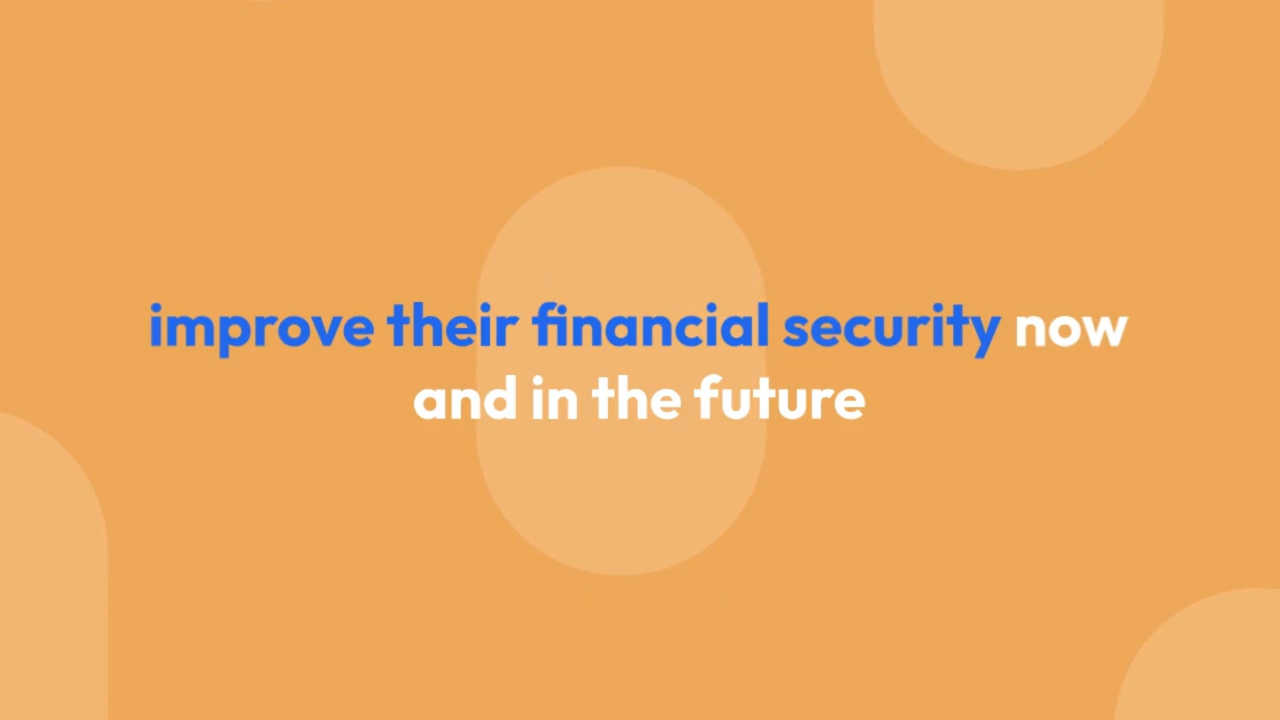 improve their financial security now
and in the future